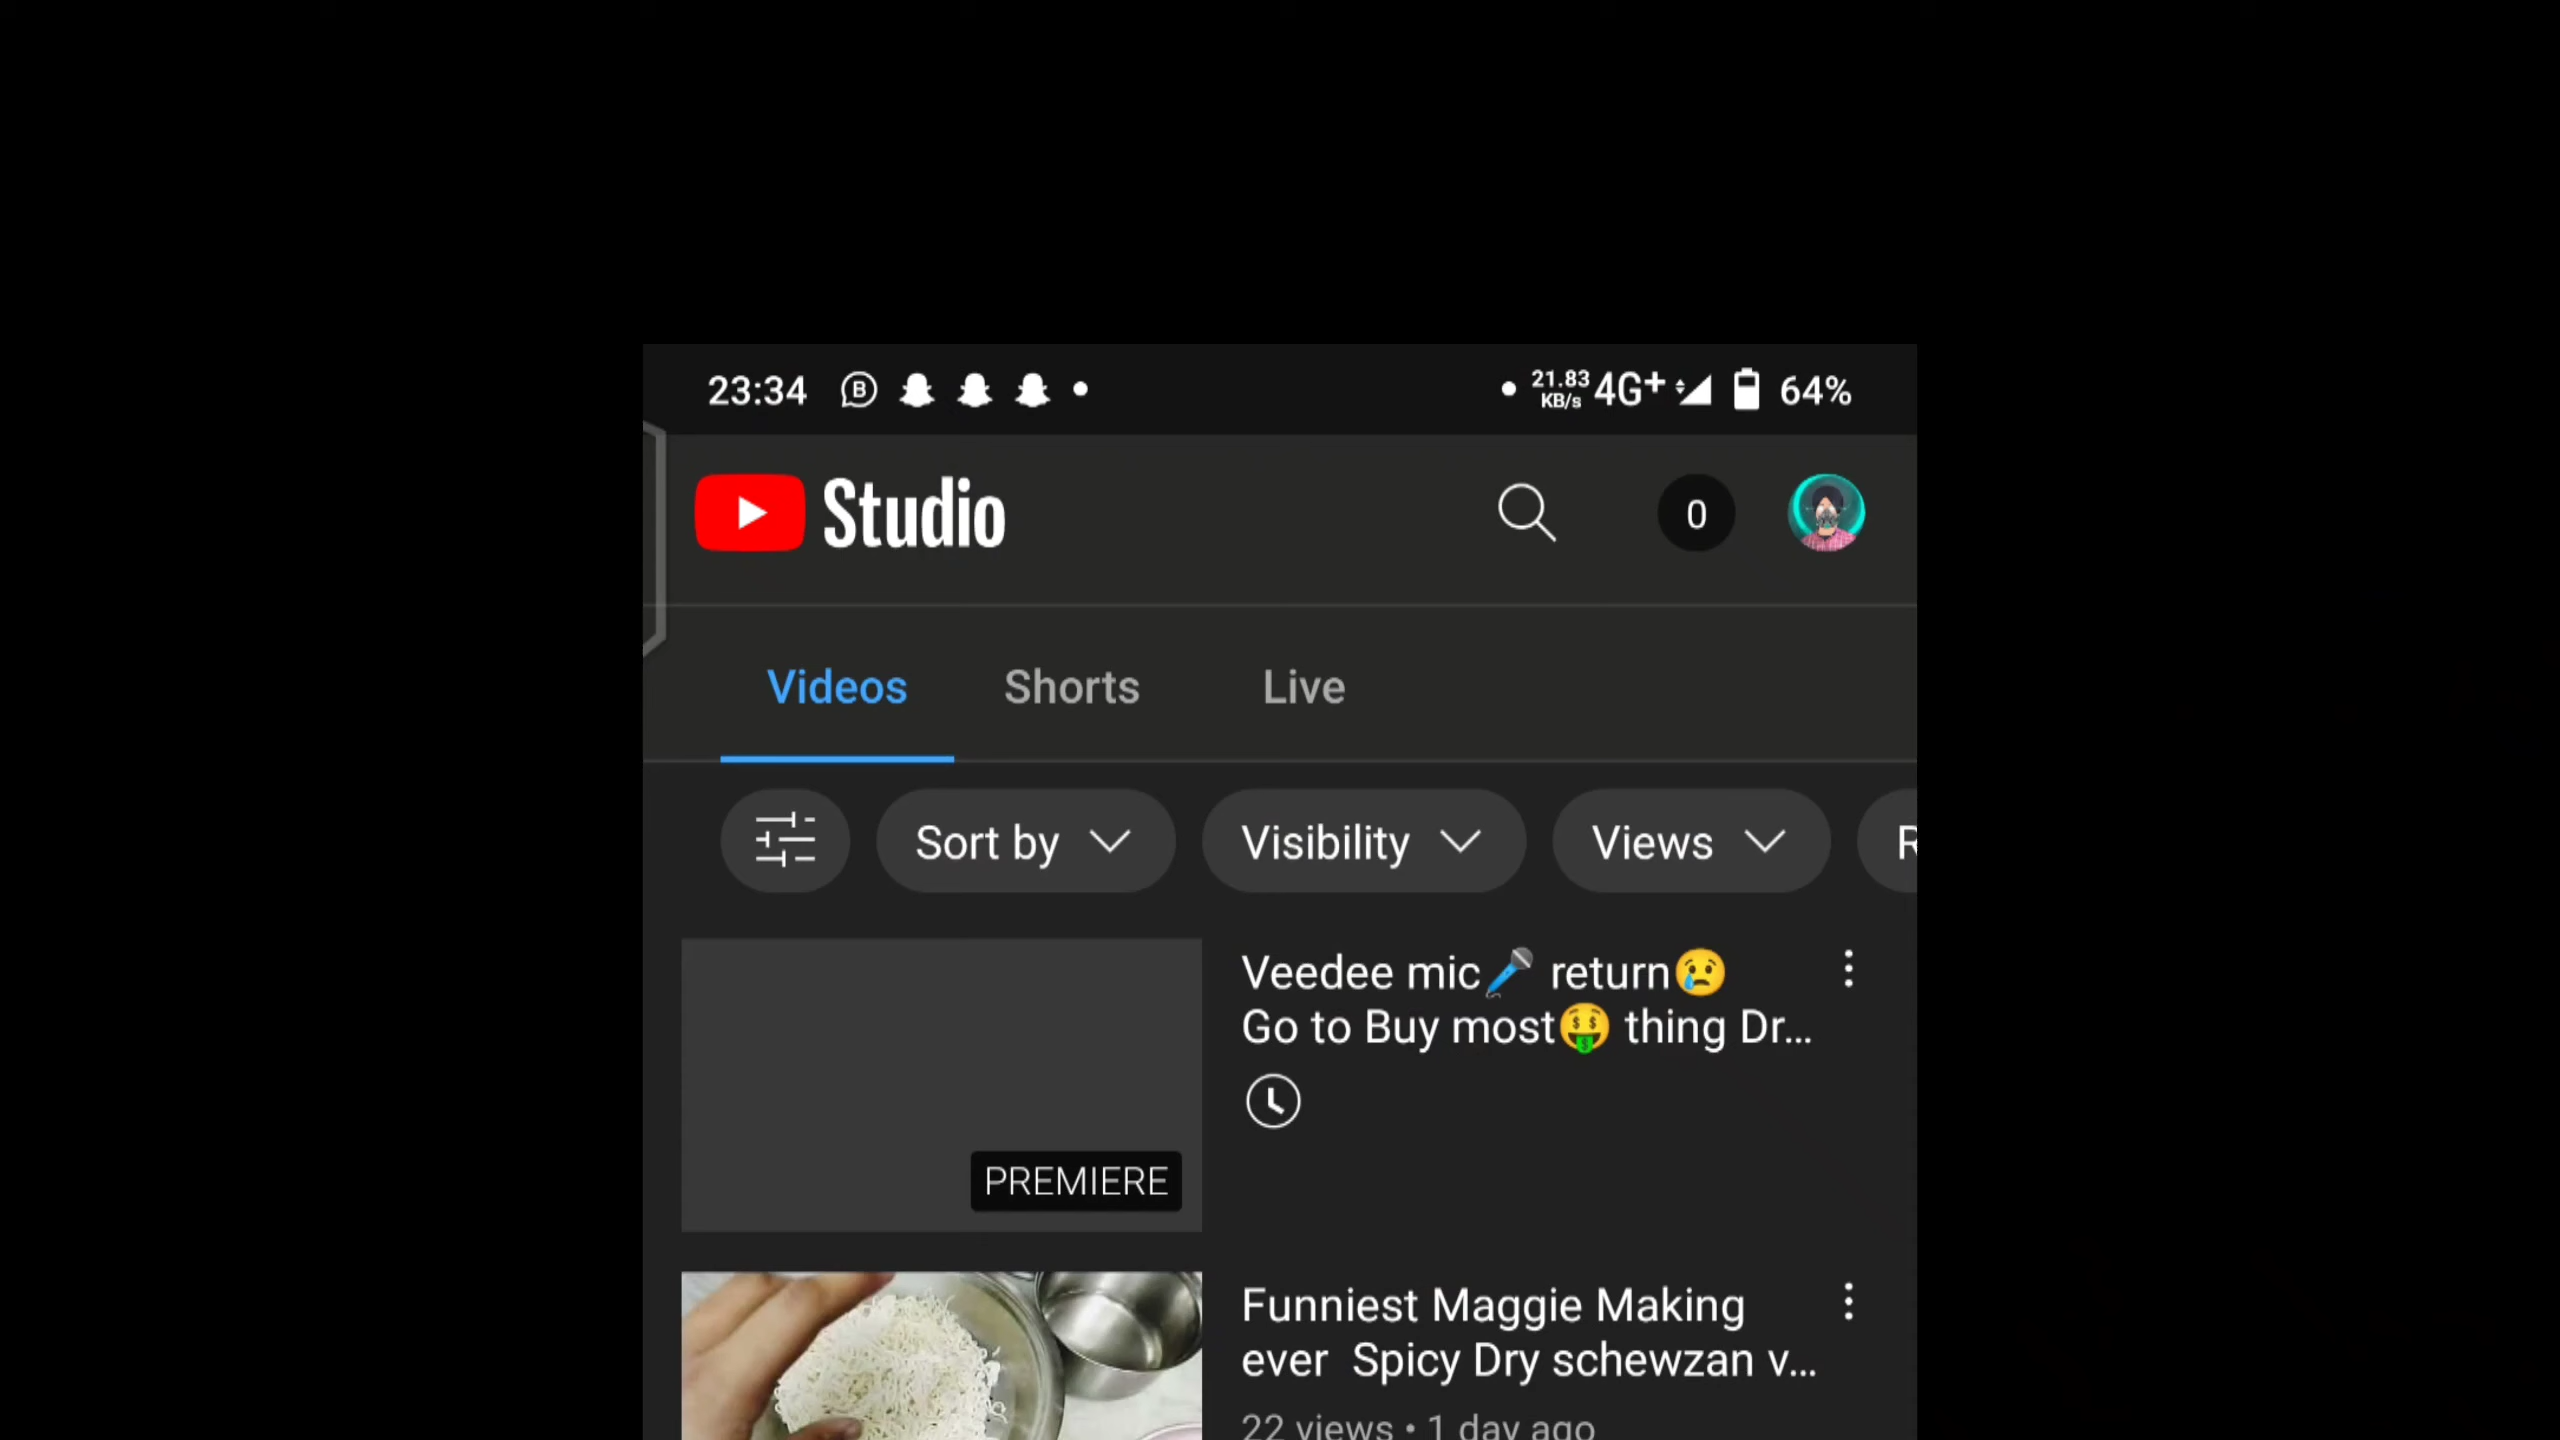 23:34 21.83 KB/s 4G+ 64%
Studio 0
Videos Shorts Live
Sort by Visibility Views R
Veedee mic🎤 return😢
Go to Buy most🤑 thing Dr...
PREMIERE
Funniest Maggie Making
ever Spicy Dry schewzan v...
22 views • 1 day ago